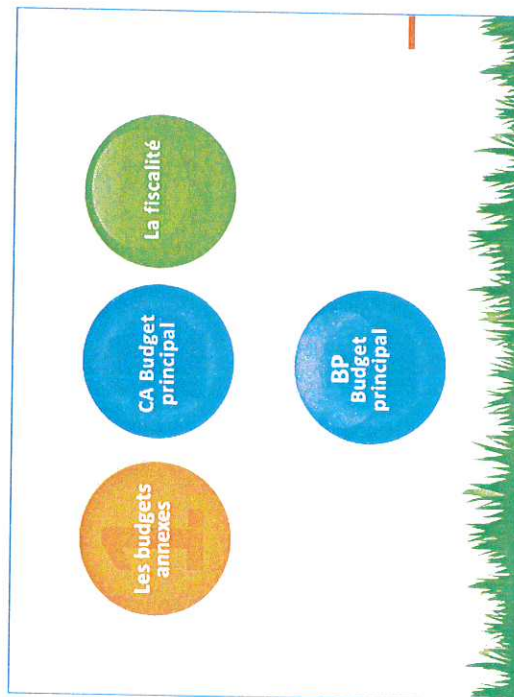 Les budgets
annexes
CA Budget
principal
La fiscalité
BP
Budget
principal